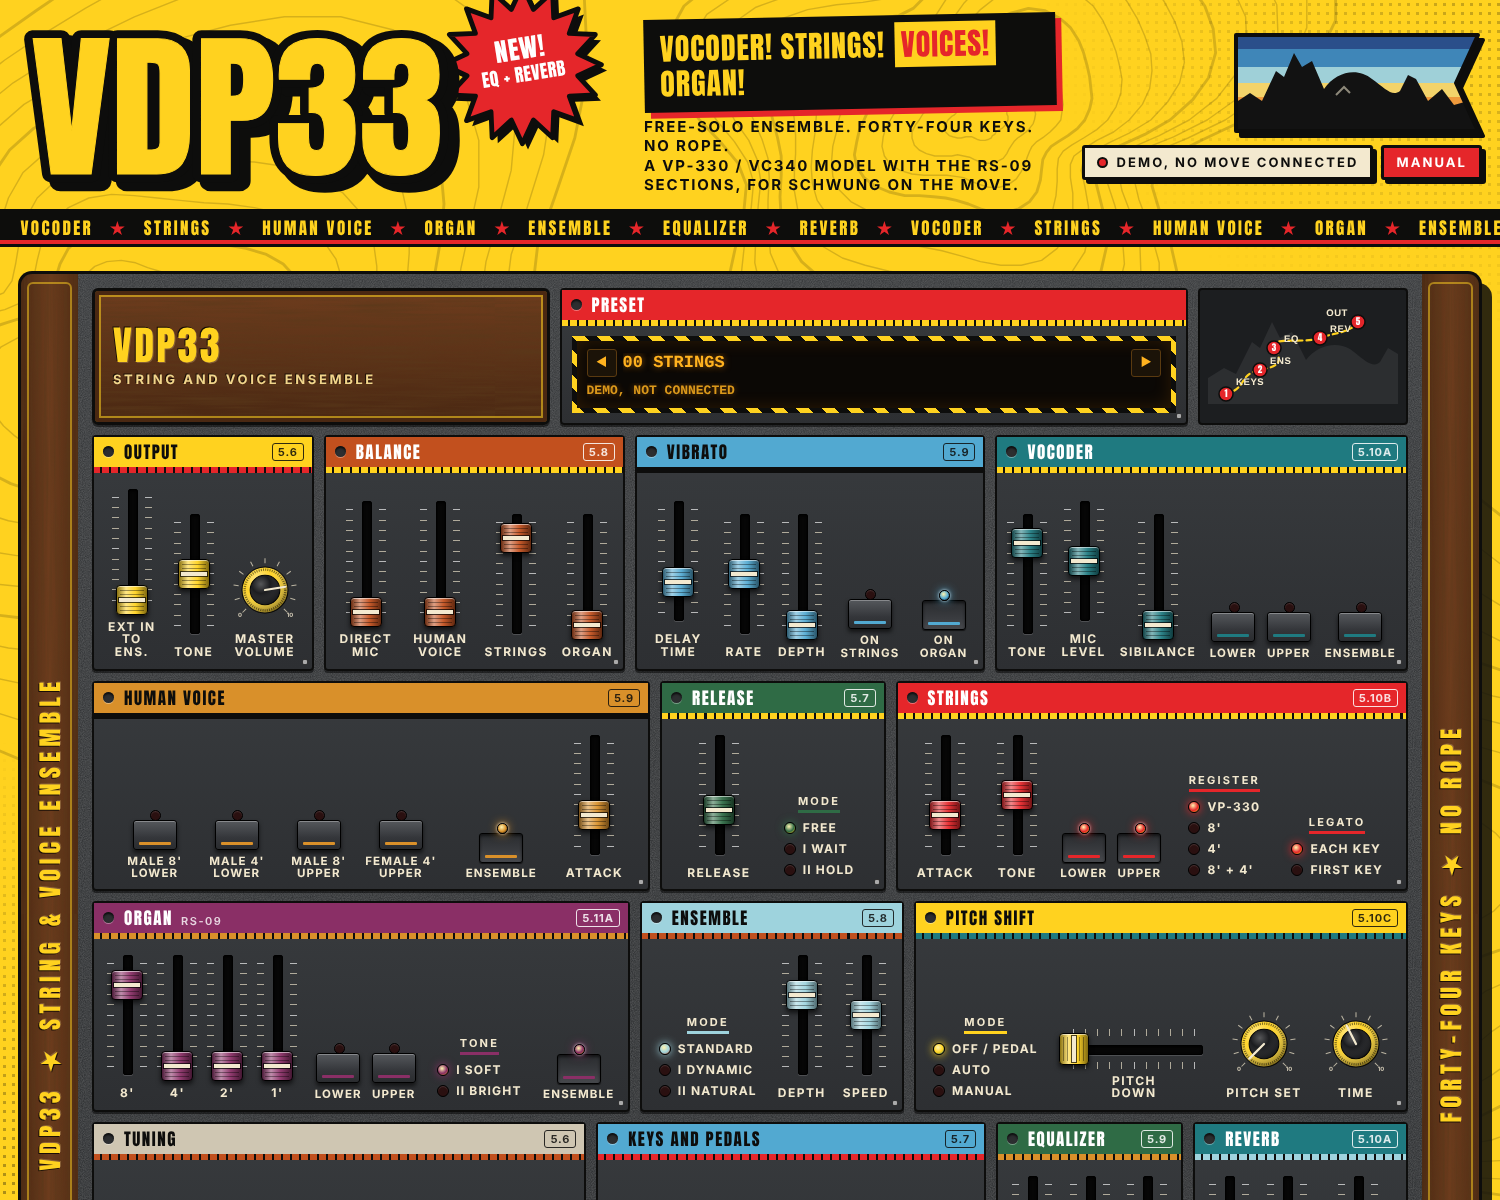 VDP33
NEW!
EQ + REVERB
VOCODER! STRINGS! VOICES!
ORGAN!
FREE-SOLO ENSEMBLE. FORTY-FOUR KEYS.
NO ROPE.
A VP-330 / VC340 MODEL WITH THE RS-09
SECTIONS, FOR SCHWUNG ON THE MOVE.
DEMO, NO MOVE CONNECTED
MANUAL
VOCODER ★ STRINGS ★ HUMAN VOICE ★ ORGAN ★ ENSEMBLE ★ EQUALIZER ★ REVERB ★ VOCODER ★ STRINGS ★ HUMAN VOICE ★ ORGAN ★ ENSEMBLE
VDP33 ★ STRING & VOICE ENSEMBLE
VDP33
STRING AND VOICE ENSEMBLE
PRESET
◄ 00 STRINGS ►
DEMO, NOT CONNECTED
OUT
REV 5
EQ 4
3
ENS
2
KEYS
1
OUTPUT 5.6
EXT IN
TO
ENS.
TONE
0 10
MASTER
VOLUME
BALANCE 5.8
DIRECT
MIC
HUMAN
VOICE
STRINGS
ORGAN
VIBRATO 5.9
DELAY
TIME
RATE
DEPTH
ON
STRINGS
ON
ORGAN
VOCODER 5.10A
TONE
MIC
LEVEL
SIBILANCE
LOWER
UPPER
ENSEMBLE
HUMAN VOICE 5.9
MALE 8'
LOWER
MALE 4'
LOWER
MALE 8'
UPPER
FEMALE 4'
UPPER
ENSEMBLE
ATTACK
RELEASE 5.7
RELEASE
MODE
FREE
I WAIT
II HOLD
STRINGS 5.10B
ATTACK
TONE
LOWER
UPPER
REGISTER
VP-330
8'
4'
8' + 4'
LEGATO
EACH KEY
FIRST KEY
ORGAN RS-09 5.11A
8'
4'
2'
1'
LOWER
UPPER
TONE
I SOFT
II BRIGHT
ENSEMBLE
ENSEMBLE 5.8
MODE
STANDARD
I DYNAMIC
II NATURAL
DEPTH
SPEED
PITCH SHIFT 5.10C
MODE
OFF / PEDAL
AUTO
MANUAL
PITCH
DOWN
0 10
PITCH SET
0 10
TIME
TUNING 5.6
KEYS AND PEDALS 5.7
EQUALIZER 5.9
REVERB 5.10A
FORTY-FOUR KEYS ★ NO ROPE